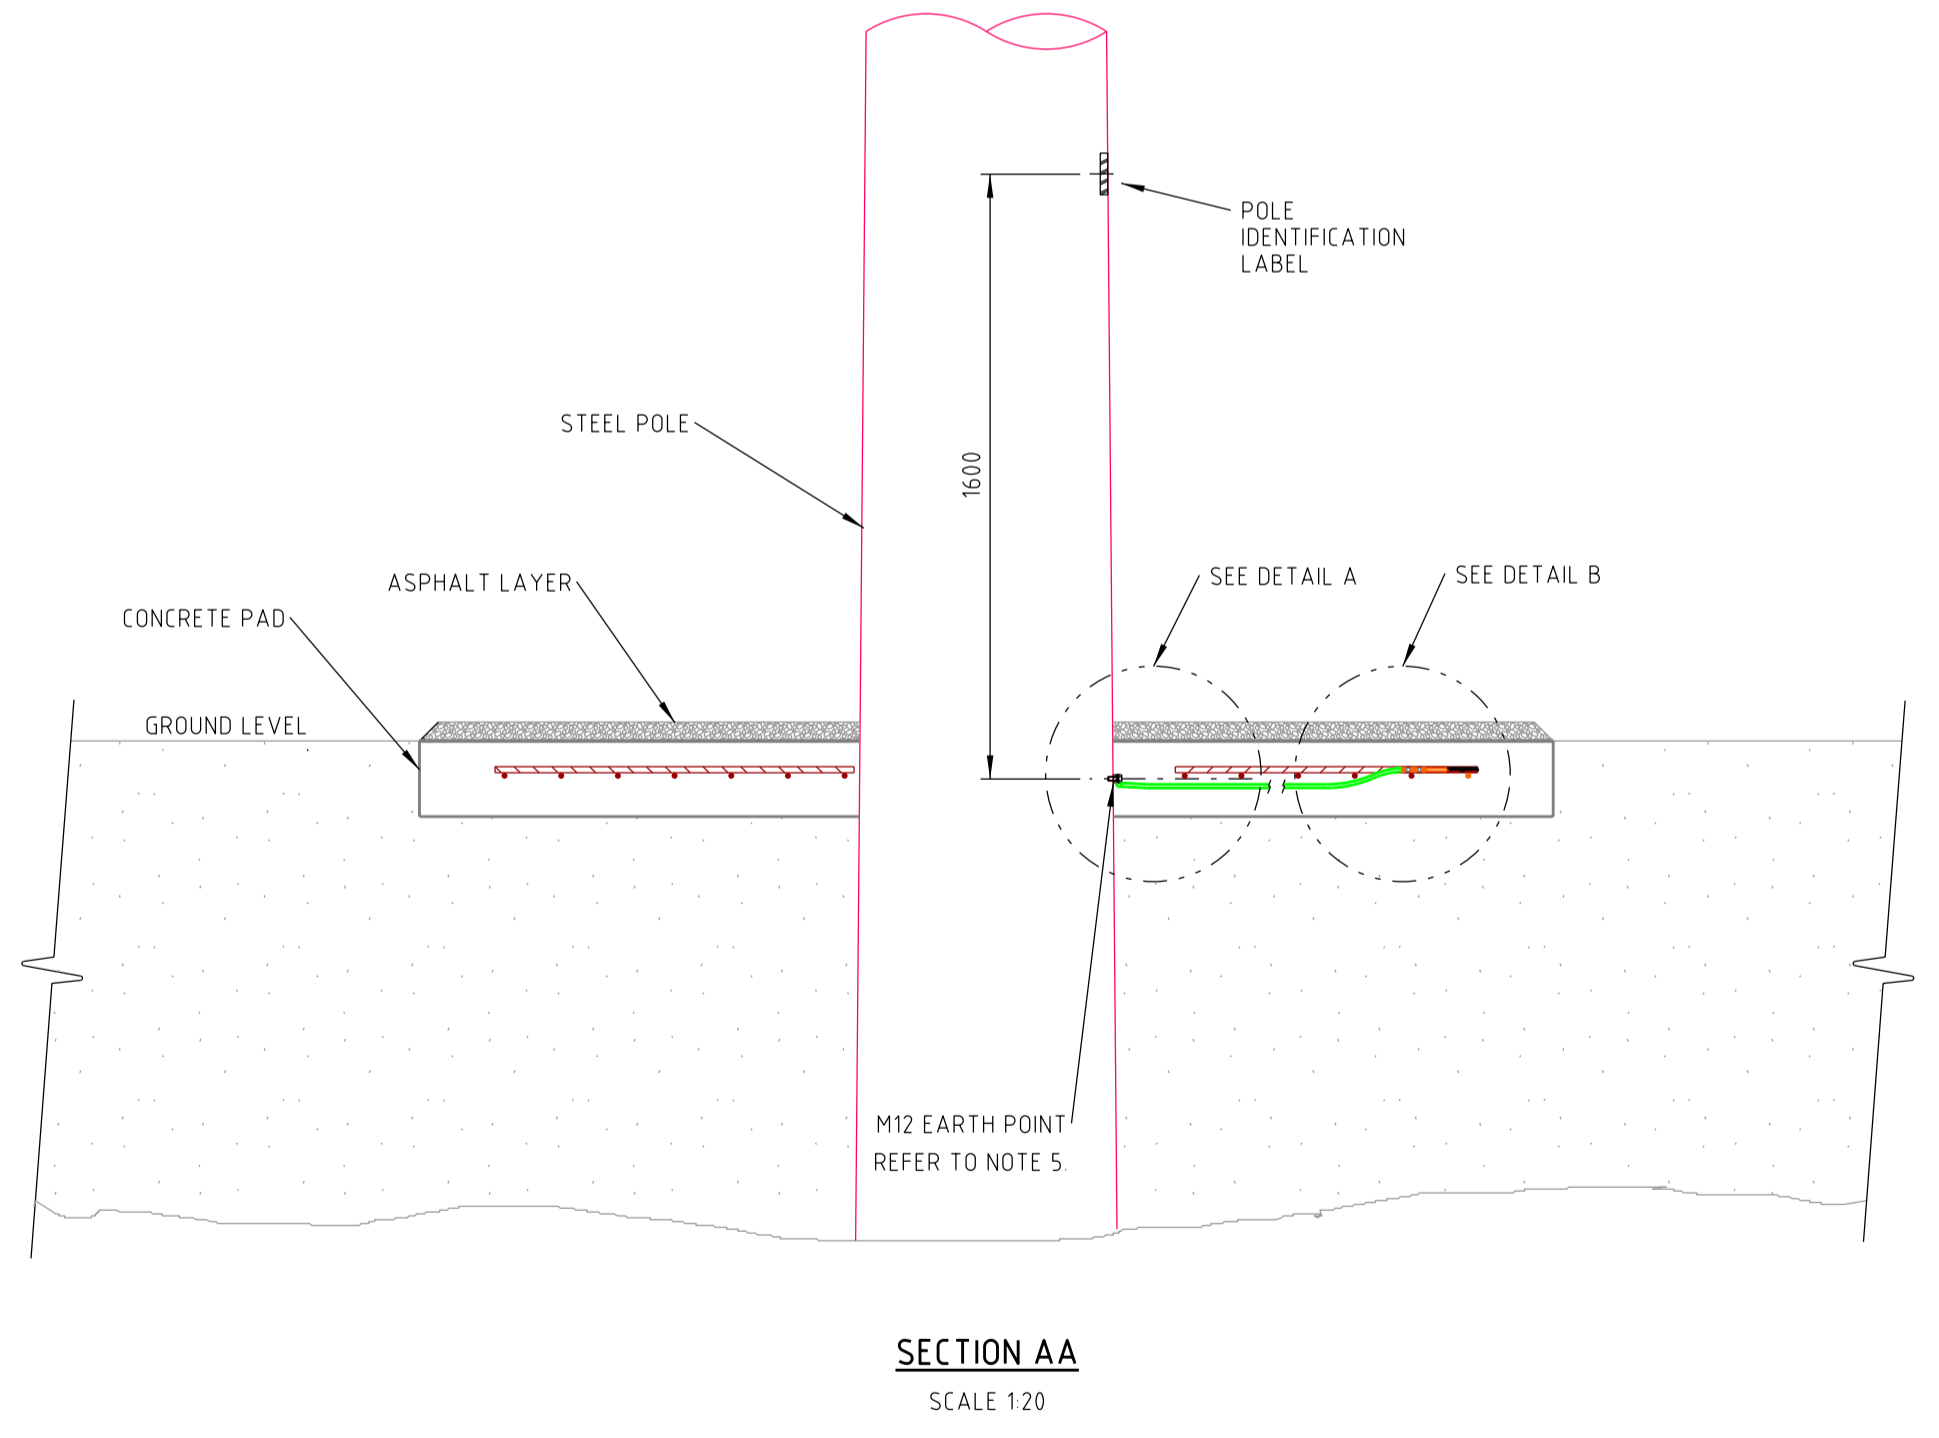 POLE
IDENTIFICATION
LABEL
STEEL POLE
1600
ASPHALT LAYER
SEE DETAIL A
SEE DETAIL B
CONCRETE PAD
GROUND LEVEL
M12 EARTH POINT
REFER TO NOTE 5.
SECTION AA
SCALE 1:20